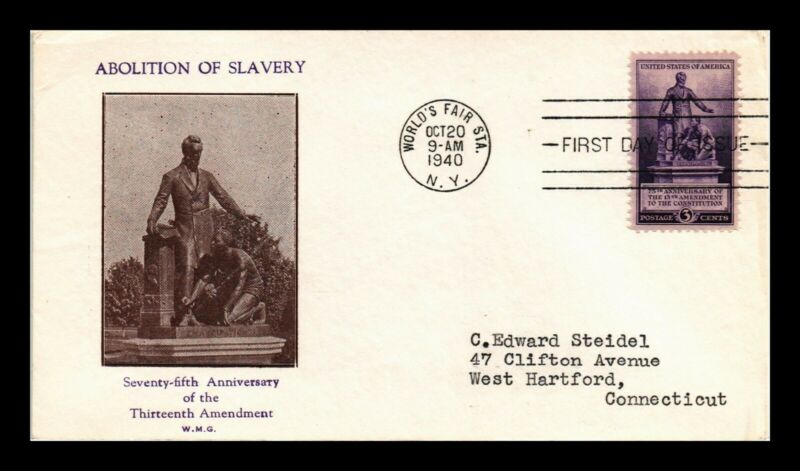 ABOLITION OF SLAVERY
Seventy-fifth Anniversary
of the
Thirteenth Amendment
W.M.G.
WORLD'S FAIR STA.
OCT 20
9-AM
1940
N.Y.
FIRST DAY OF ISSUE
UNITED STATES OF AMERICA
75TH ANNIVERSARY OF
THE 13TH AMENDMENT
TO THE CONSTITUTION
POSTAGE 3 CENTS
C.Edward Steidel
47 Clifton Avenue
West Hartford,
Connecticut